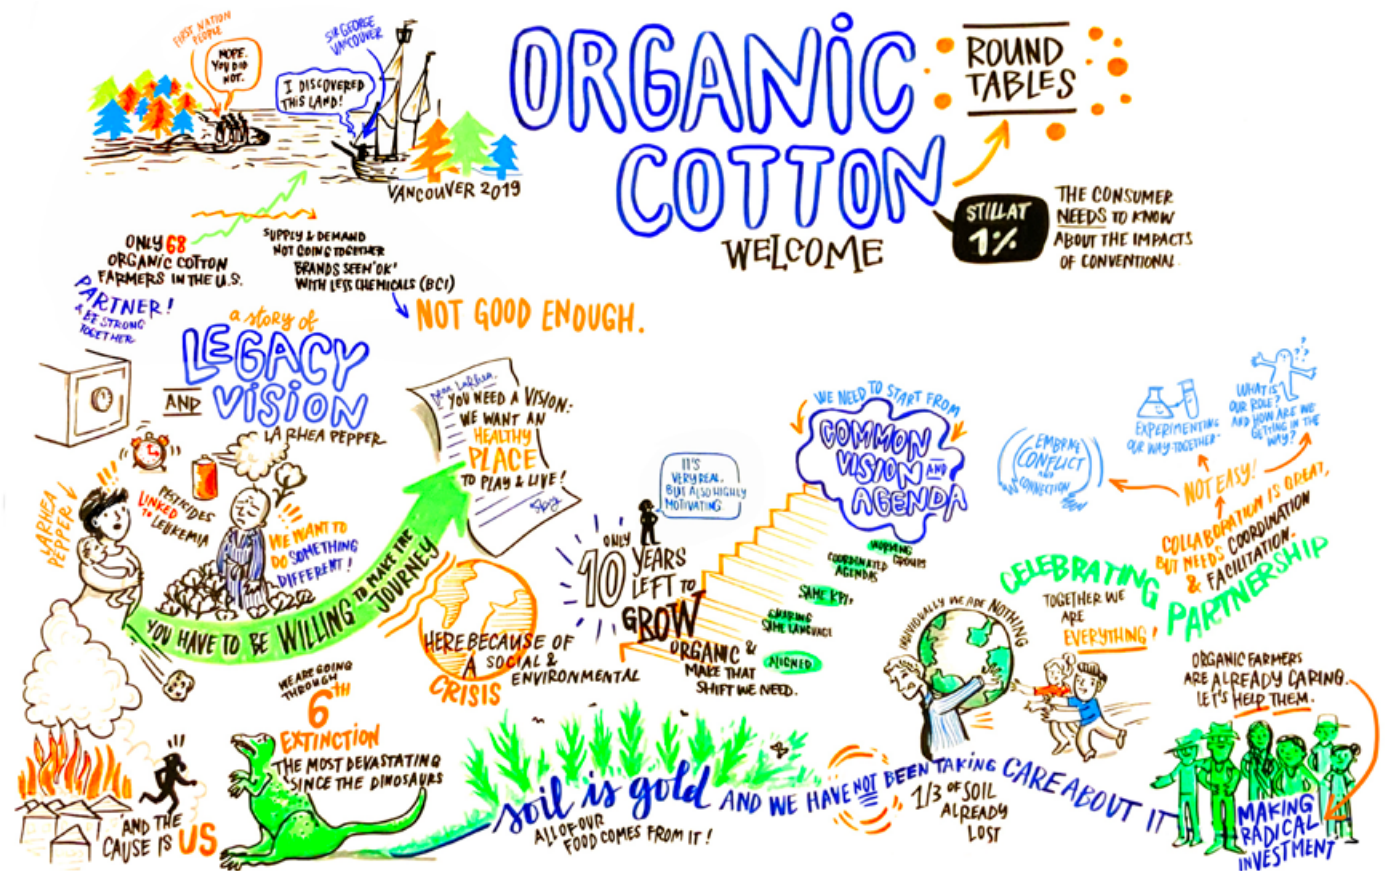 FIRST NATION
PEOPLE
NOPE.
YOU DID
NOT.
SIR GEORGE
VANCOUVER
I DISCOVERED
THIS LAND!
VANCOUVER 2019
ORGANIC
COTTON
WELCOME
ROUND
TABLES
STILL AT
1%
THE CONSUMER
NEEDS TO KNOW
ABOUT THE IMPACTS
OF CONVENTIONAL.
ONLY 68
ORGANIC COTTON
FARMERS IN THE U.S.
PARTNER!
& BE STRONG
TOGETHER
SUPPLY & DEMAND
NOT GOING TOGETHER
BRANDS SEEN 'OK'
WITH LESS CHEMICALS (BCI)
NOT GOOD ENOUGH.
a story of
LEGACY
AND VISION
LA RHEA PEPPER
LARHEA
PEPPER
PESTICIDES
LINKED
TO LEUKEMIA
WE WANT TO
DO SOMETHING
DIFFERENT!
Dear LaRhea,
YOU NEED A VISION:
WE WANT AN
HEALTHY
PLACE
TO PLAY & LIVE!
YOU HAVE TO BE WILLING TO MAKE THE
JOURNEY
HERE BECAUSE OF
A SOCIAL &
ENVIRONMENTAL
CRISIS
AND THE
'CAUSE IS US
WE ARE GOING
THROUGH
6TH
EXTINCTION
THE MOST DEVASTATING
SINCE THE DINOSAURS
IT'S
VERY REAL.
BUT ALSO HIGHLY
MOTIVATING
ONLY
10 YEARS
LEFT TO
GROW
ORGANIC &
MAKE THAT
SHIFT WE NEED.
WE NEED TO START FROM
COMMON
VISION AND
AGENDA
WORKING
GROUPS
COORDINATED
AGENDAS
SAME KPI'S
SHARING
SAME LANGUAGE
ALIGNED
soil is gold AND WE HAVE NOT BEEN TAKING CARE ABOUT IT
ALL OF OUR
FOOD COMES FROM IT!
1/3 OF SOIL
ALREADY
LOST
INDIVIDUALLY WE ARE NOTHING
TOGETHER WE
ARE
EVERYTHING!
CELEBRATING
PARTNERSHIP
COLLABORATION IS GREAT,
BUT NEEDS COORDINATION
& FACILITATION.
NOT EASY!
EMBRACE
CONFLICT
AND
CONNECTION
EXPERIMENTING
OUR WAY TOGETHER
WHAT IS
OUR ROLE?
AND HOW ARE WE
GETTING IN THE
WAY?
??
ORGANIC FARMERS
ARE ALREADY CARING.
LET'S HELP THEM.
MAKING
RADICAL
INVESTMENT